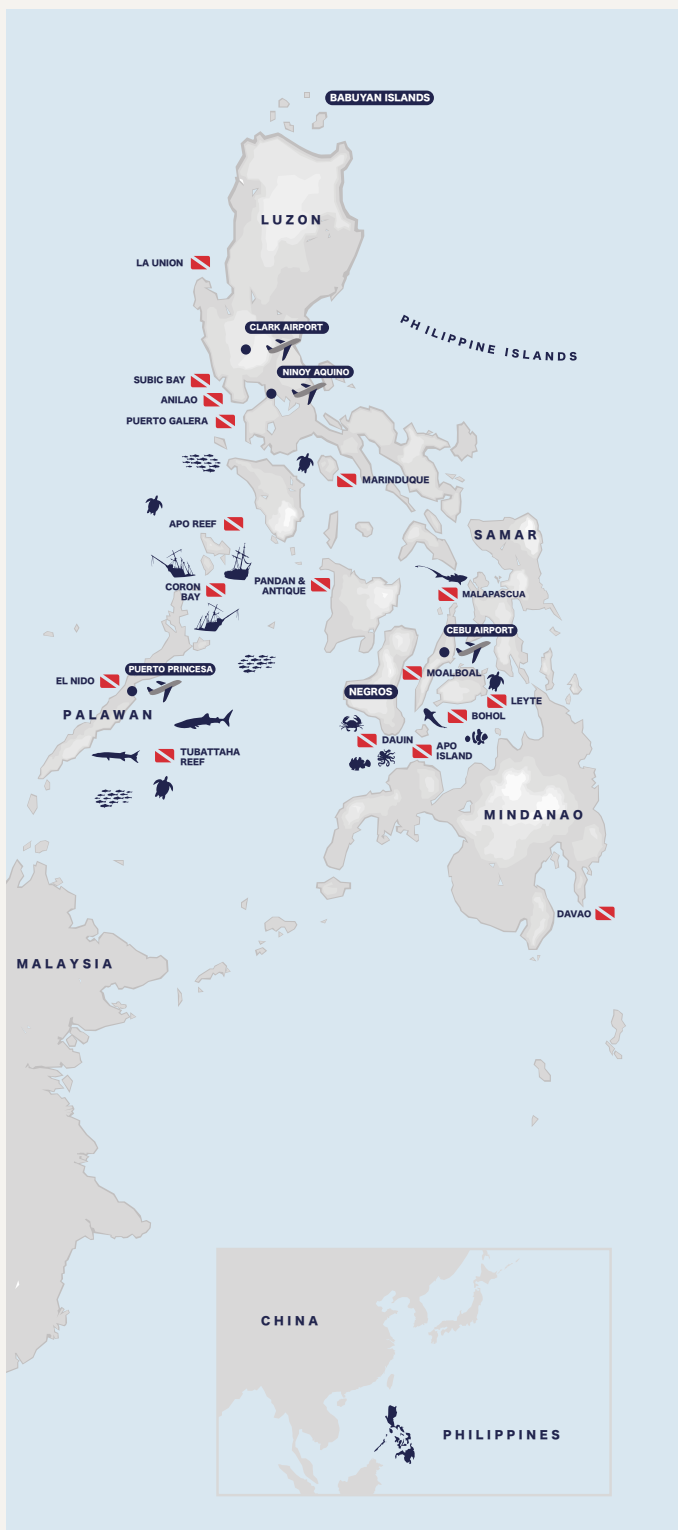 BABUYAN ISLANDS
LUZON
LA UNION
PHILIPPINE ISLANDS
CLARK AIRPORT
NINOY AQUINO
SUBIC BAY
ANILAO
PUERTO GALERA
MARINDUQUE
APO REEF
SAMAR
CORON
BAY
PANDAN &
ANTIQUE
MALAPASCUA
CEBU AIRPORT
PUERTO PRINCESA
EL NIDO
MOALBOAL
NEGROS
LEYTE
PALAWAN
BOHOL
DAUIN
APO
ISLAND
TUBATTAHA
REEF
MINDANAO
DAVAO
MALAYSIA
CHINA
PHILIPPINES